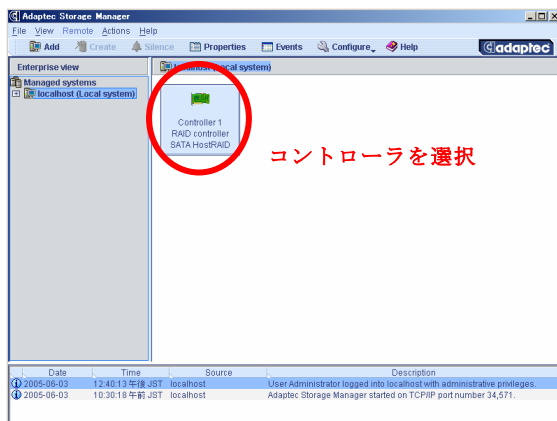 Adaptec Storage Manager
File View Remote Actions Help
Add Create Silence Properties Events Configure Help
adaptec
Enterprise view
localhost (Local system)
Managed systems
localhost (Local system)
Controller 1
RAID controller
SATA HostRAID
コントローラを選択
Date Time Source Description
2005-06-03 12:40:13 午後 JST localhost User Administrator logged into localhost with administrative privileges.
2005-06-03 10:30:18 午前 JST localhost Adaptec Storage Manager started on TCP/IP port number 34,571.